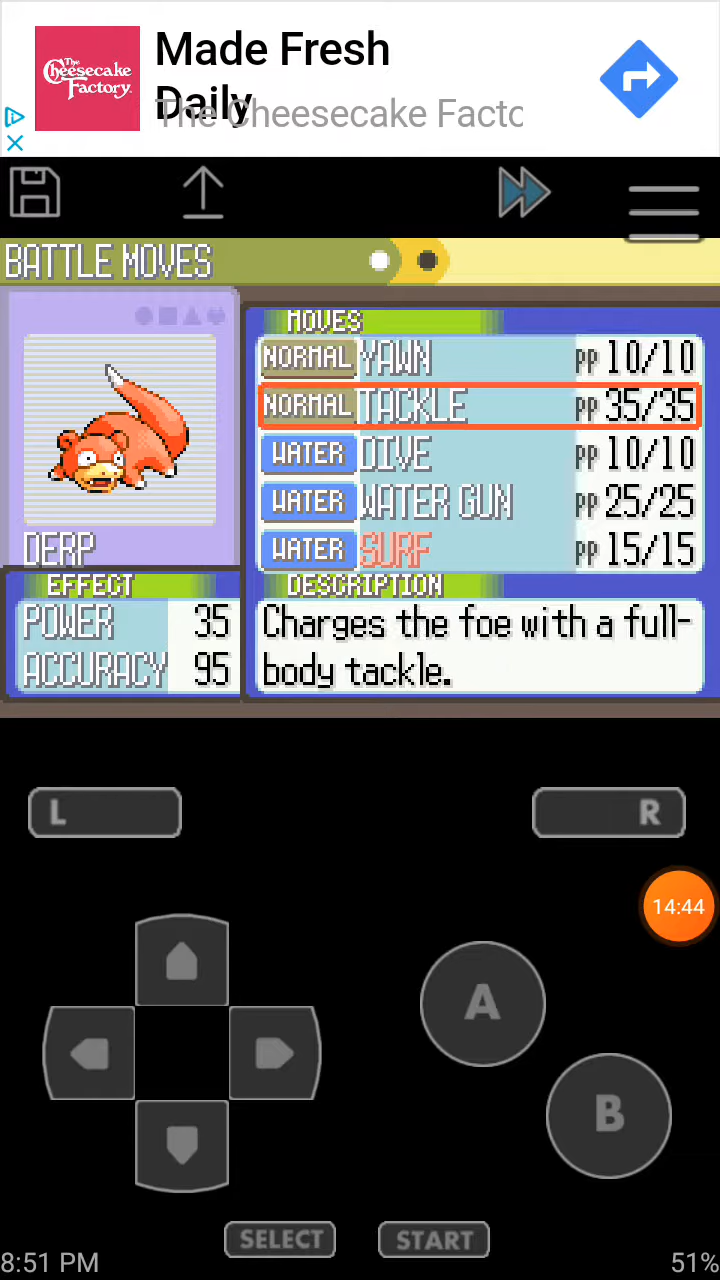 The
Cheesecake
Factory.
Made Fresh
Daily
The Cheesecake Facto
BATTLE MOVES
MOVES
NORMAL YAWN PP 10/10
NORMAL TACKLE PP 35/35
WATER DIVE PP 10/10
WATER WATER GUN PP 25/25
WATER SURF PP 15/15
DERP
EFFECT
POWER 35
ACCURACY 95
DESCRIPTION
Charges the foe with a full-
body tackle.
L
R
14:44
A
B
SELECT
START
8:51 PM
51%